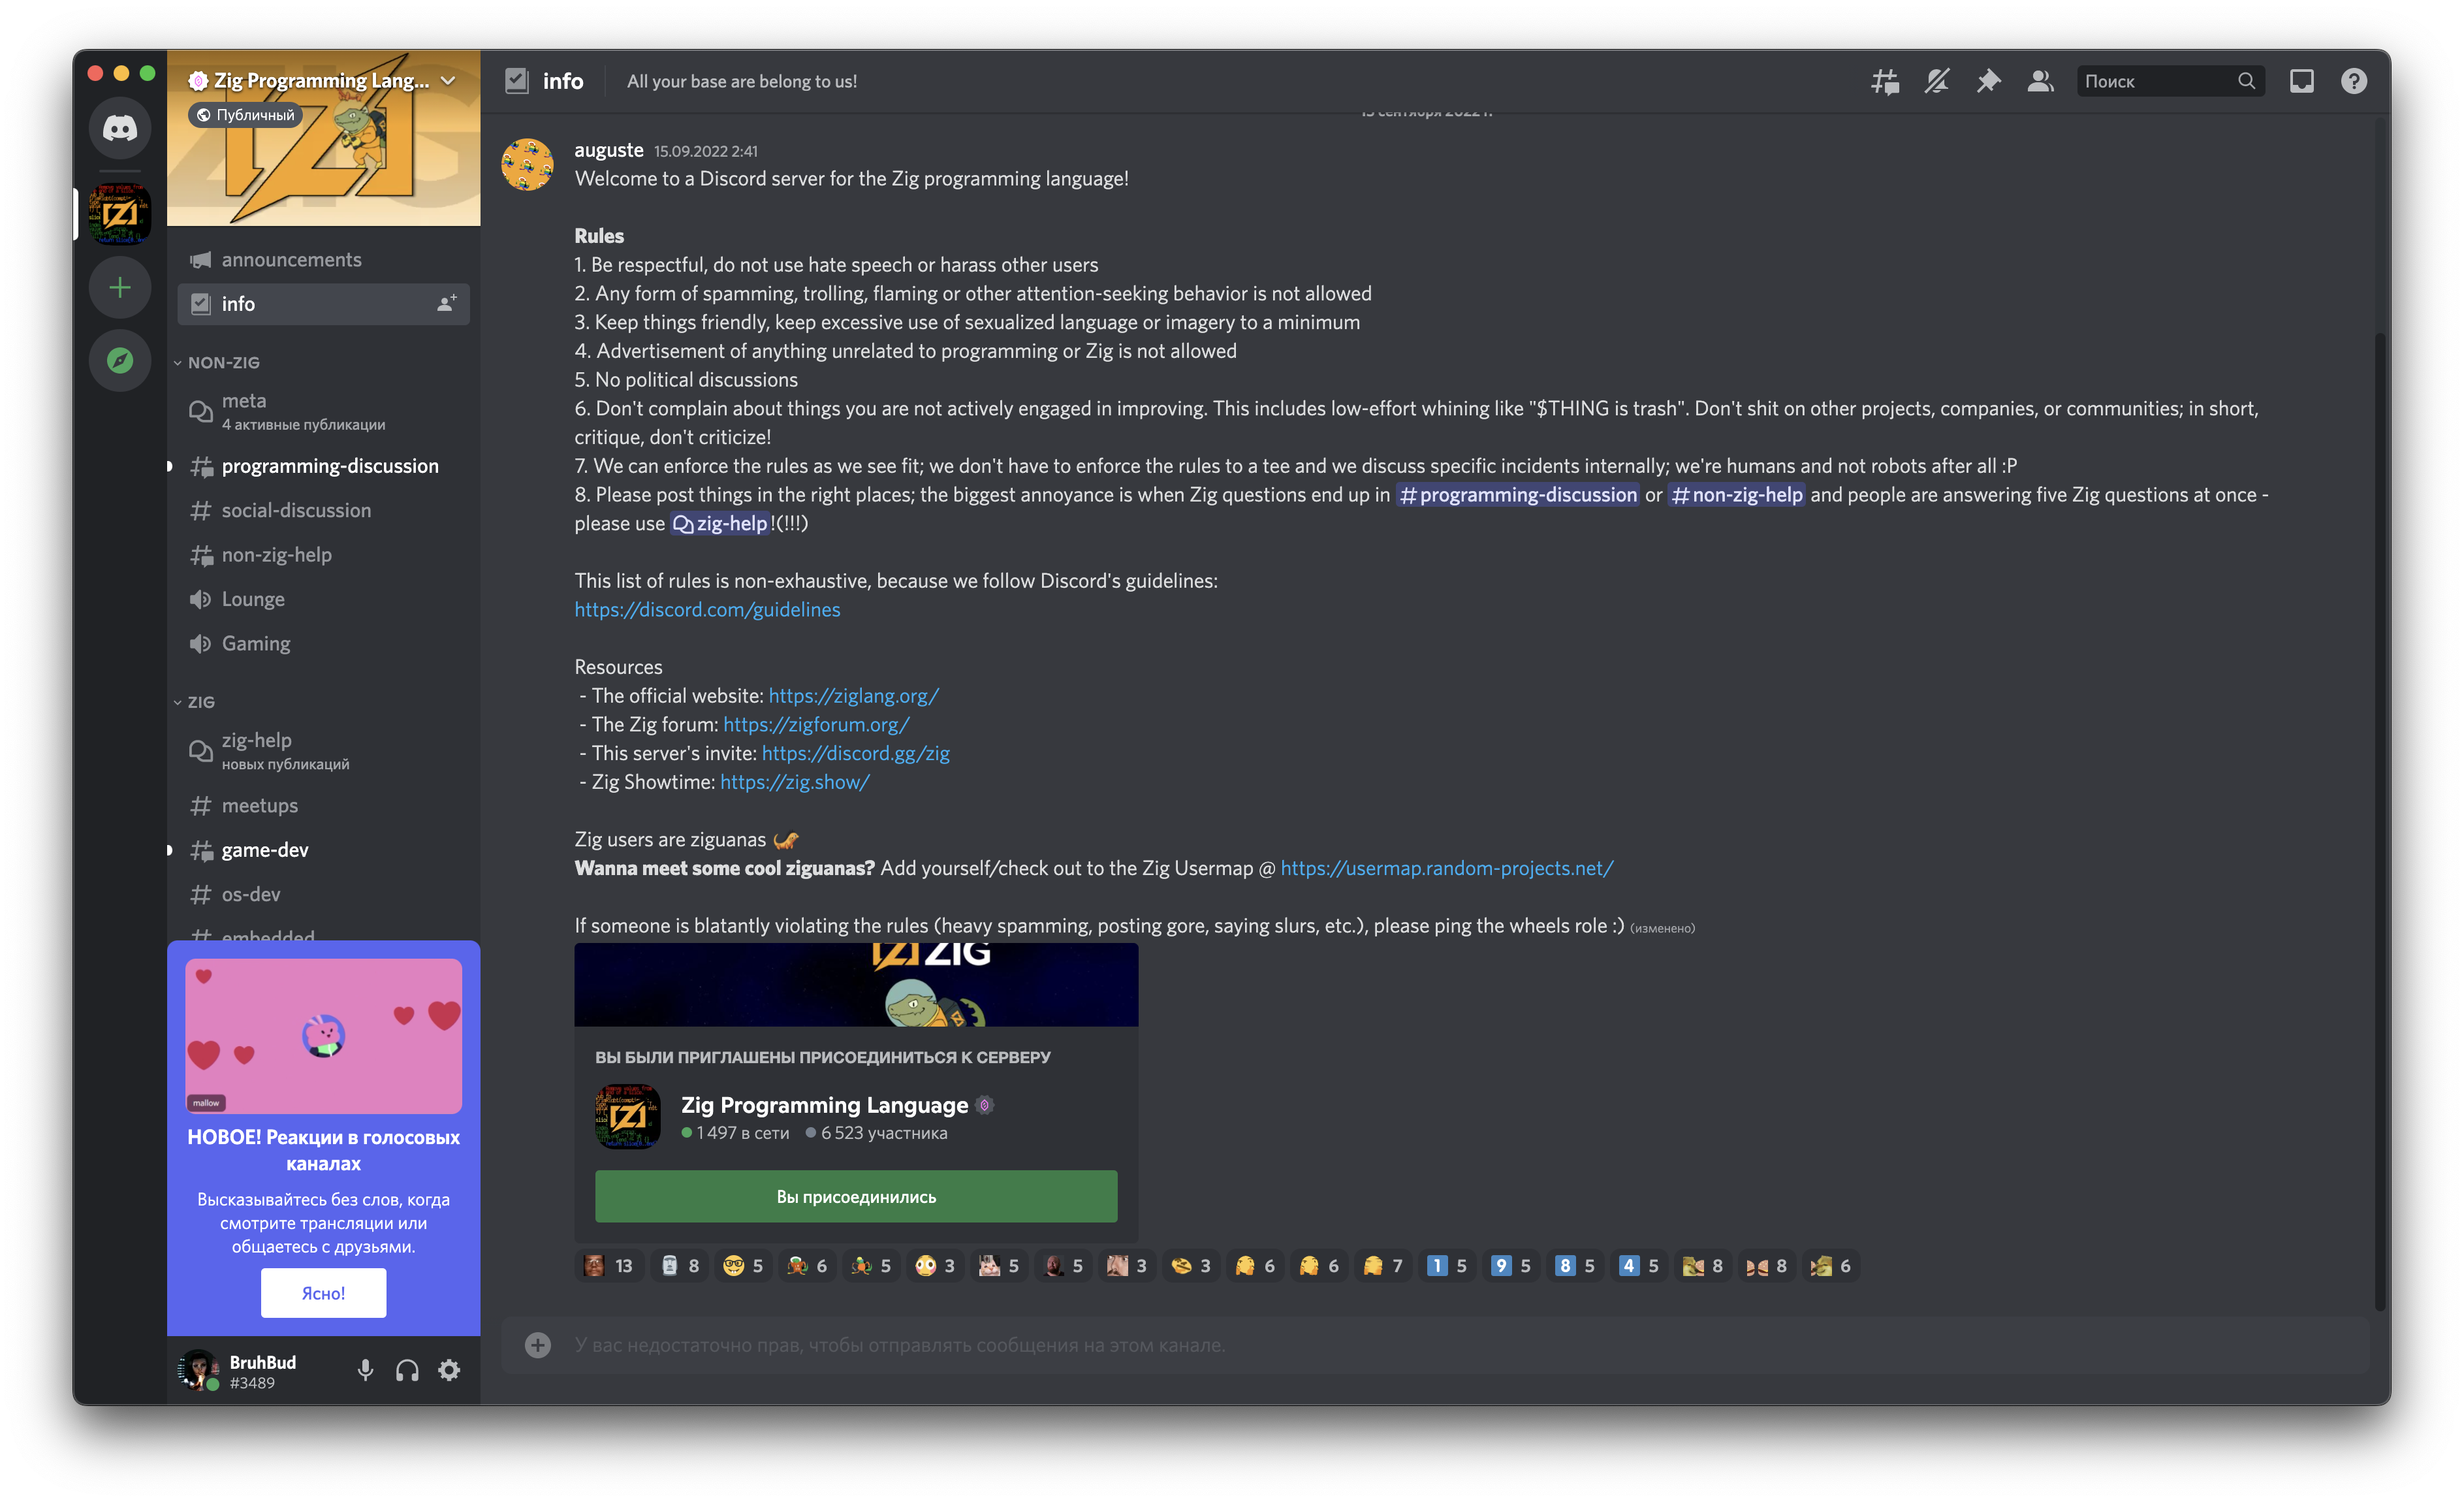 Zig Programming Lang...
Публичный
announcements
info
NON-ZIG
meta
4 активные публикации
programming-discussion
social-discussion
non-zig-help
Lounge
Gaming
ZIG
zig-help
новых публикаций
meetups
game-dev
os-dev
embedded
mallow
НОВОЕ! Реакции в голосовых
каналах
Высказывайтесь без слов, когда
смотрите трансляции или
общаетесь с друзьями.
Ясно!
BruhBud
#3489
info
All your base are belong to us!
Поиск
15 сентября 2022 г.
auguste 15.09.2022 2:41
Welcome to a Discord server for the Zig programming language!
Rules
1. Be respectful, do not use hate speech or harass other users
2. Any form of spamming, trolling, flaming or other attention-seeking behavior is not allowed
3. Keep things friendly, keep excessive use of sexualized language or imagery to a minimum
4. Advertisement of anything unrelated to programming or Zig is not allowed
5. No political discussions
6. Don't complain about things you are not actively engaged in improving. This includes low-effort whining like "$THING is trash". Don't shit on other projects, companies, or communities; in short,
critique, don't criticize!
7. We can enforce the rules as we see fit; we don't have to enforce the rules to a tee and we discuss specific incidents internally; we're humans and not robots after all :P
8. Please post things in the right places; the biggest annoyance is when Zig questions end up in #programming-discussion or #non-zig-help and people are answering five Zig questions at once -
please use zig-help!(!!!)
This list of rules is non-exhaustive, because we follow Discord's guidelines:
https://discord.com/guidelines
Resources
- The official website: https://ziglang.org/
- The Zig forum: https://zigforum.org/
- This server's invite: https://discord.gg/zig
- Zig Showtime: https://zig.show/
Zig users are ziguanas
Wanna meet some cool ziguanas? Add yourself/check out to the Zig Usermap @ https://usermap.random-projects.net/
If someone is blatantly violating the rules (heavy spamming, posting gore, saying slurs, etc.), please ping the wheels role :) (изменено)
ZIG
ВЫ БЫЛИ ПРИГЛАШЕНЫ ПРИСОЕДИНИТЬСЯ К СЕРВЕРУ
Zig Programming Language
1 497 в сети 6 523 участника
Вы присоединились
13 8 5 6 5 3 5 5 3 3 6 6 7 1 5 9 5 8 5 4 5 8 8 6
У вас недостаточно прав, чтобы отправлять сообщения на этом канале.